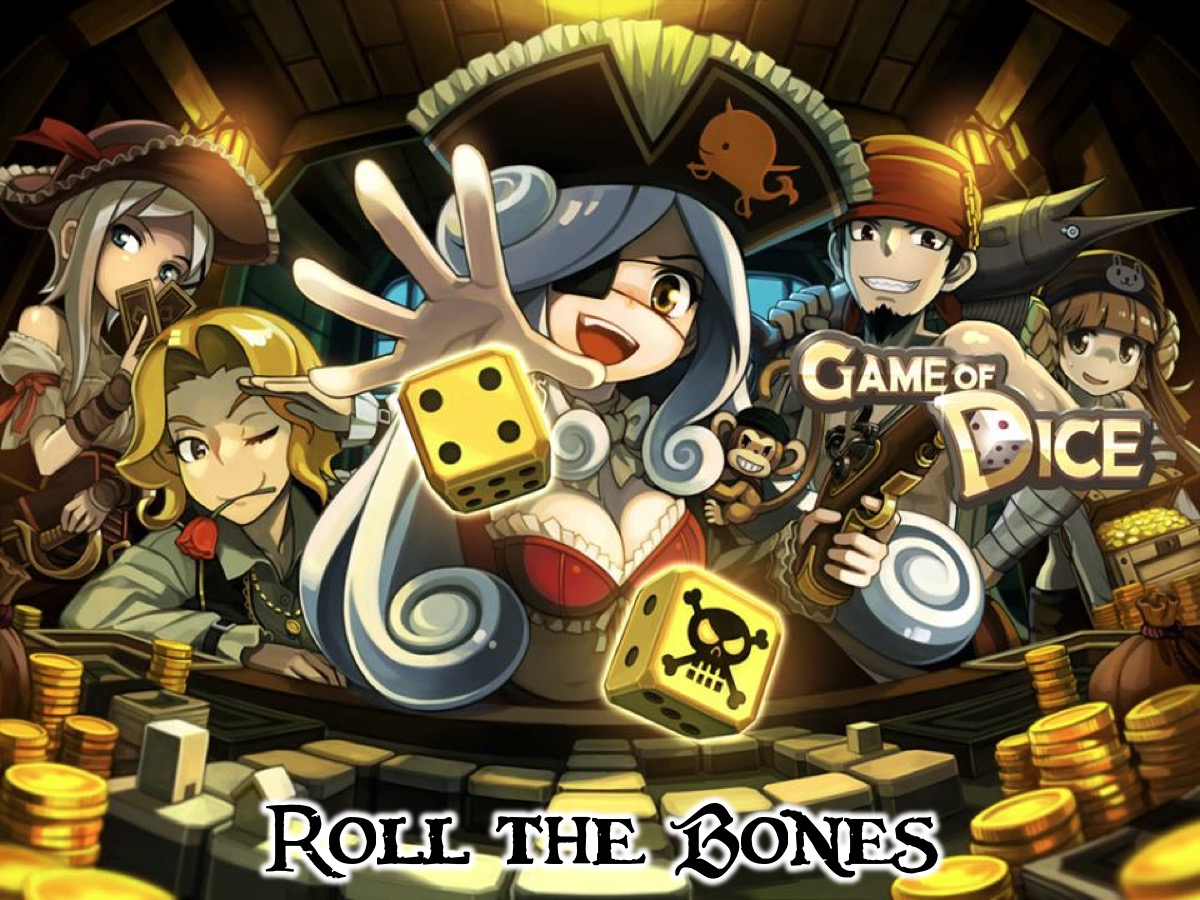 GAME OF
DICE
ROLL THE BONES